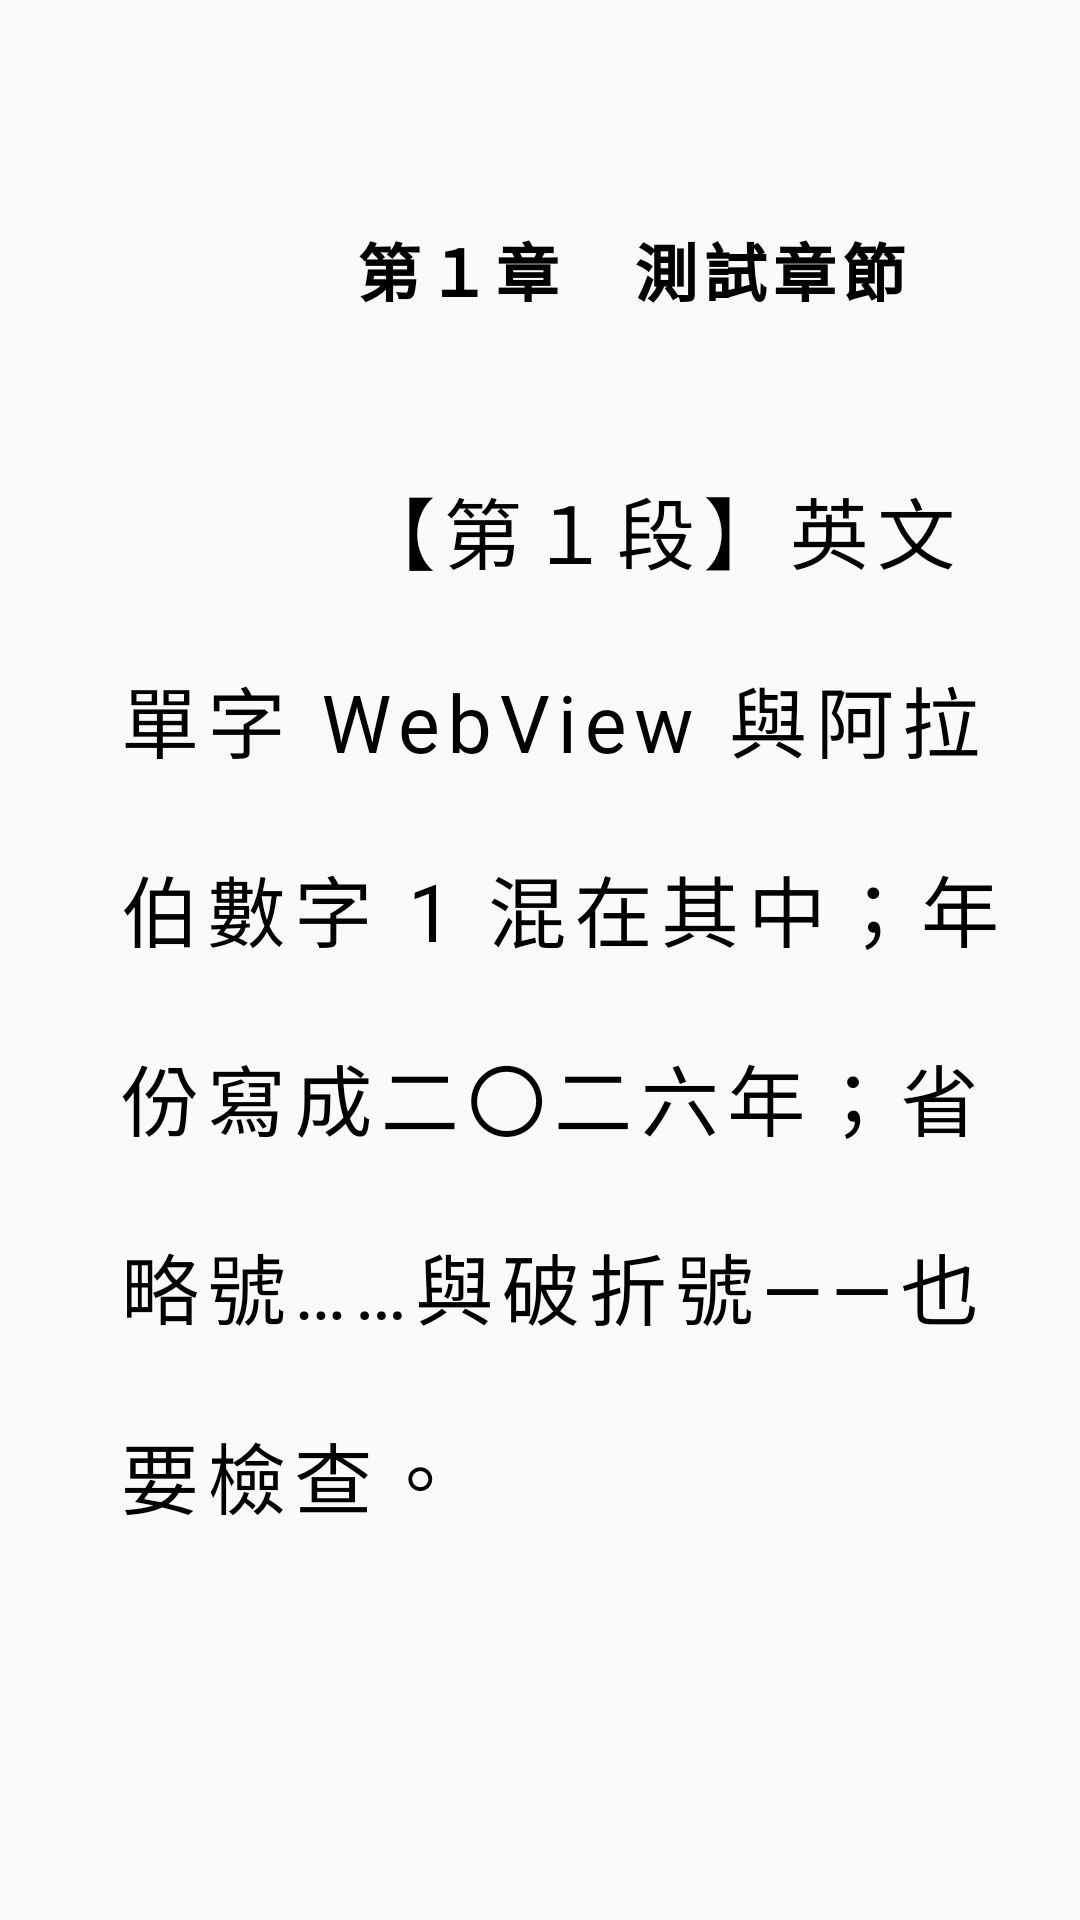 第１章　測試章節
【第１段】英文
單字 WebView 與阿拉
伯數字 1 混在其中；年
份寫成二〇二六年；省
略號……與破折號——也
要檢查。